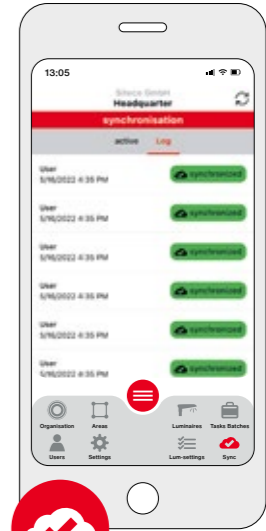 13:05
Siteco GmbH
Headquarter
synchronisation
active Log
User
5/16/2022 4:35 PM
synchronized
User
5/16/2022 4:35 PM
synchronized
User
5/16/2022 4:35 PM
synchronized
User
5/16/2022 4:35 PM
synchronized
User
5/16/2022 4:35 PM
synchronized
User
5/16/2022 4:35 PM
synchronized
Organisation Areas Luminaires Tasks Batches
Users Settings Lum-settings Sync